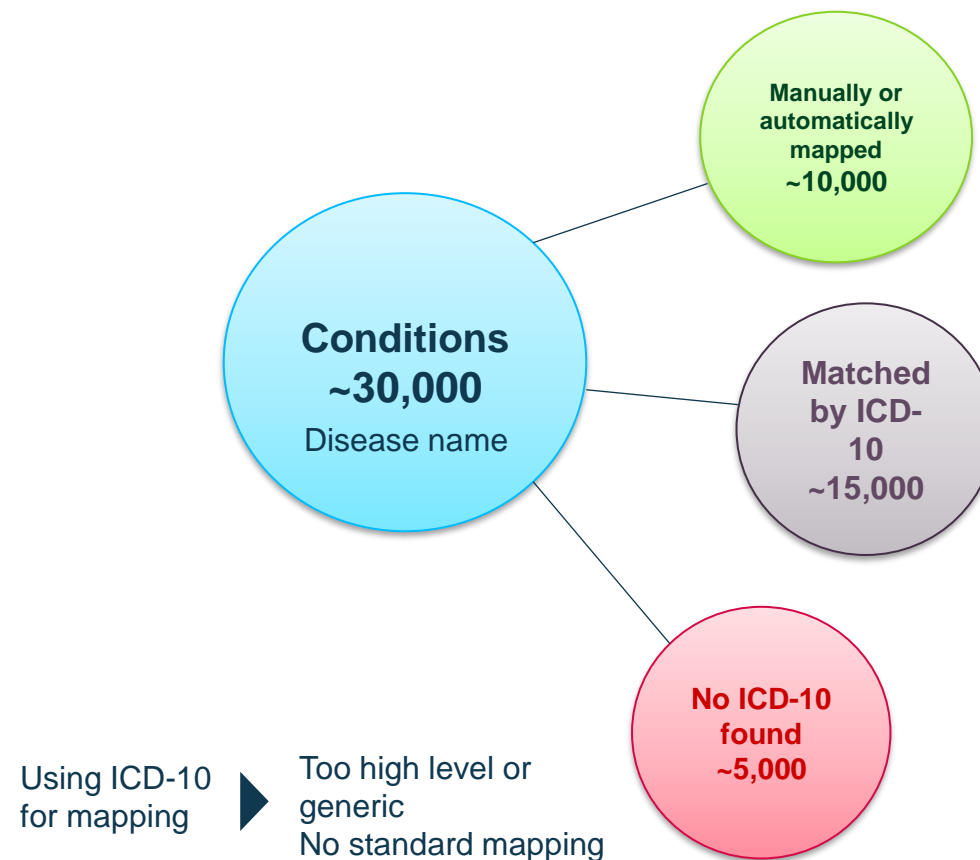 Manually or
automatically
mapped
~10,000
Conditions
~30,000
Disease name
Matched
by ICD-
10
~15,000
No ICD-10
found
~5,000
Using ICD-10
for mapping
Too high level or
generic
No standard mapping